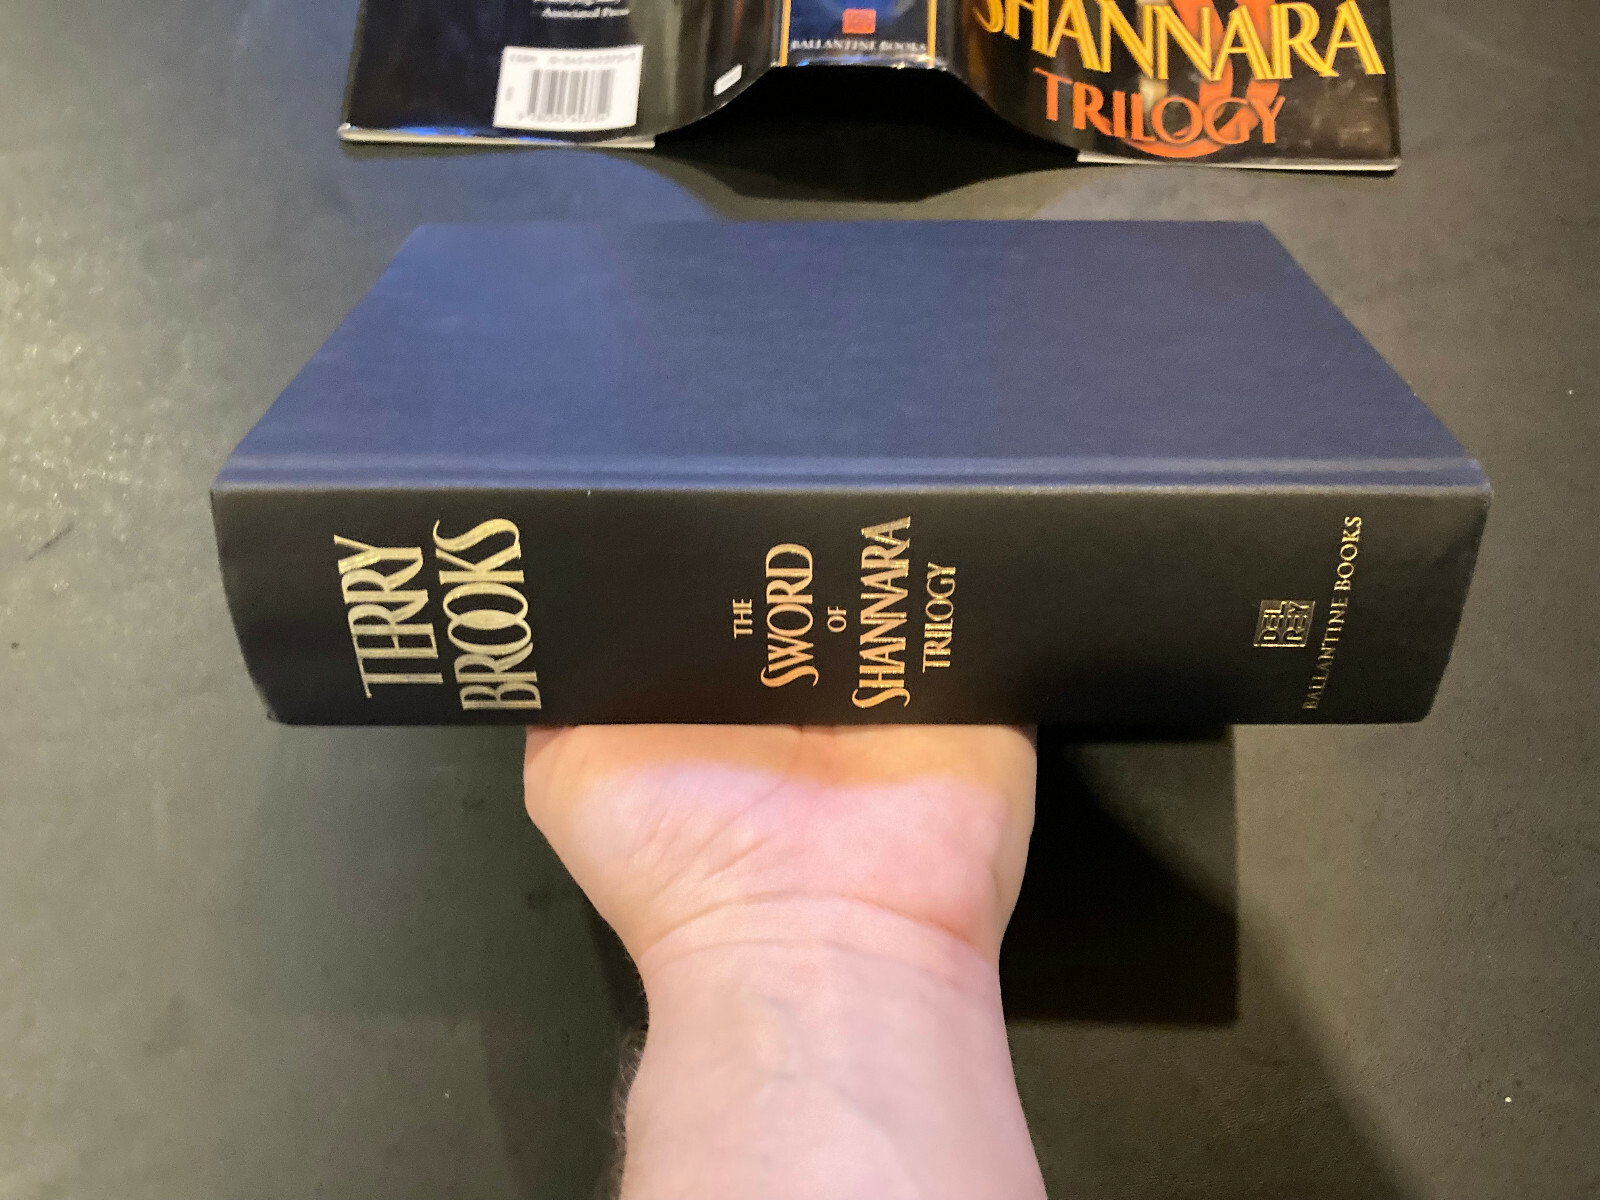 Associated Press
BALLANTINE BOOKS
SHANNARA
TRILOGY
TERRY
BROOKS
THE
SWORD
OF
SHANNARA
TRILOGY
DEL
REY
BALLANTINE BOOKS